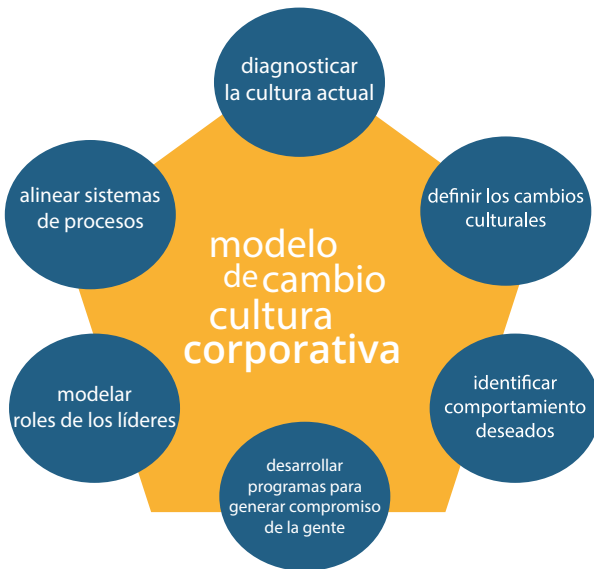 diagnosticar
la cultura actual
definir los cambios
culturales
identificar
comportamiento
deseados
desarrollar
programas para
generar compromiso
de la gente
modelar
roles de los líderes
alinear sistemas
de procesos
modelo
de cambio
cultura
corporativa